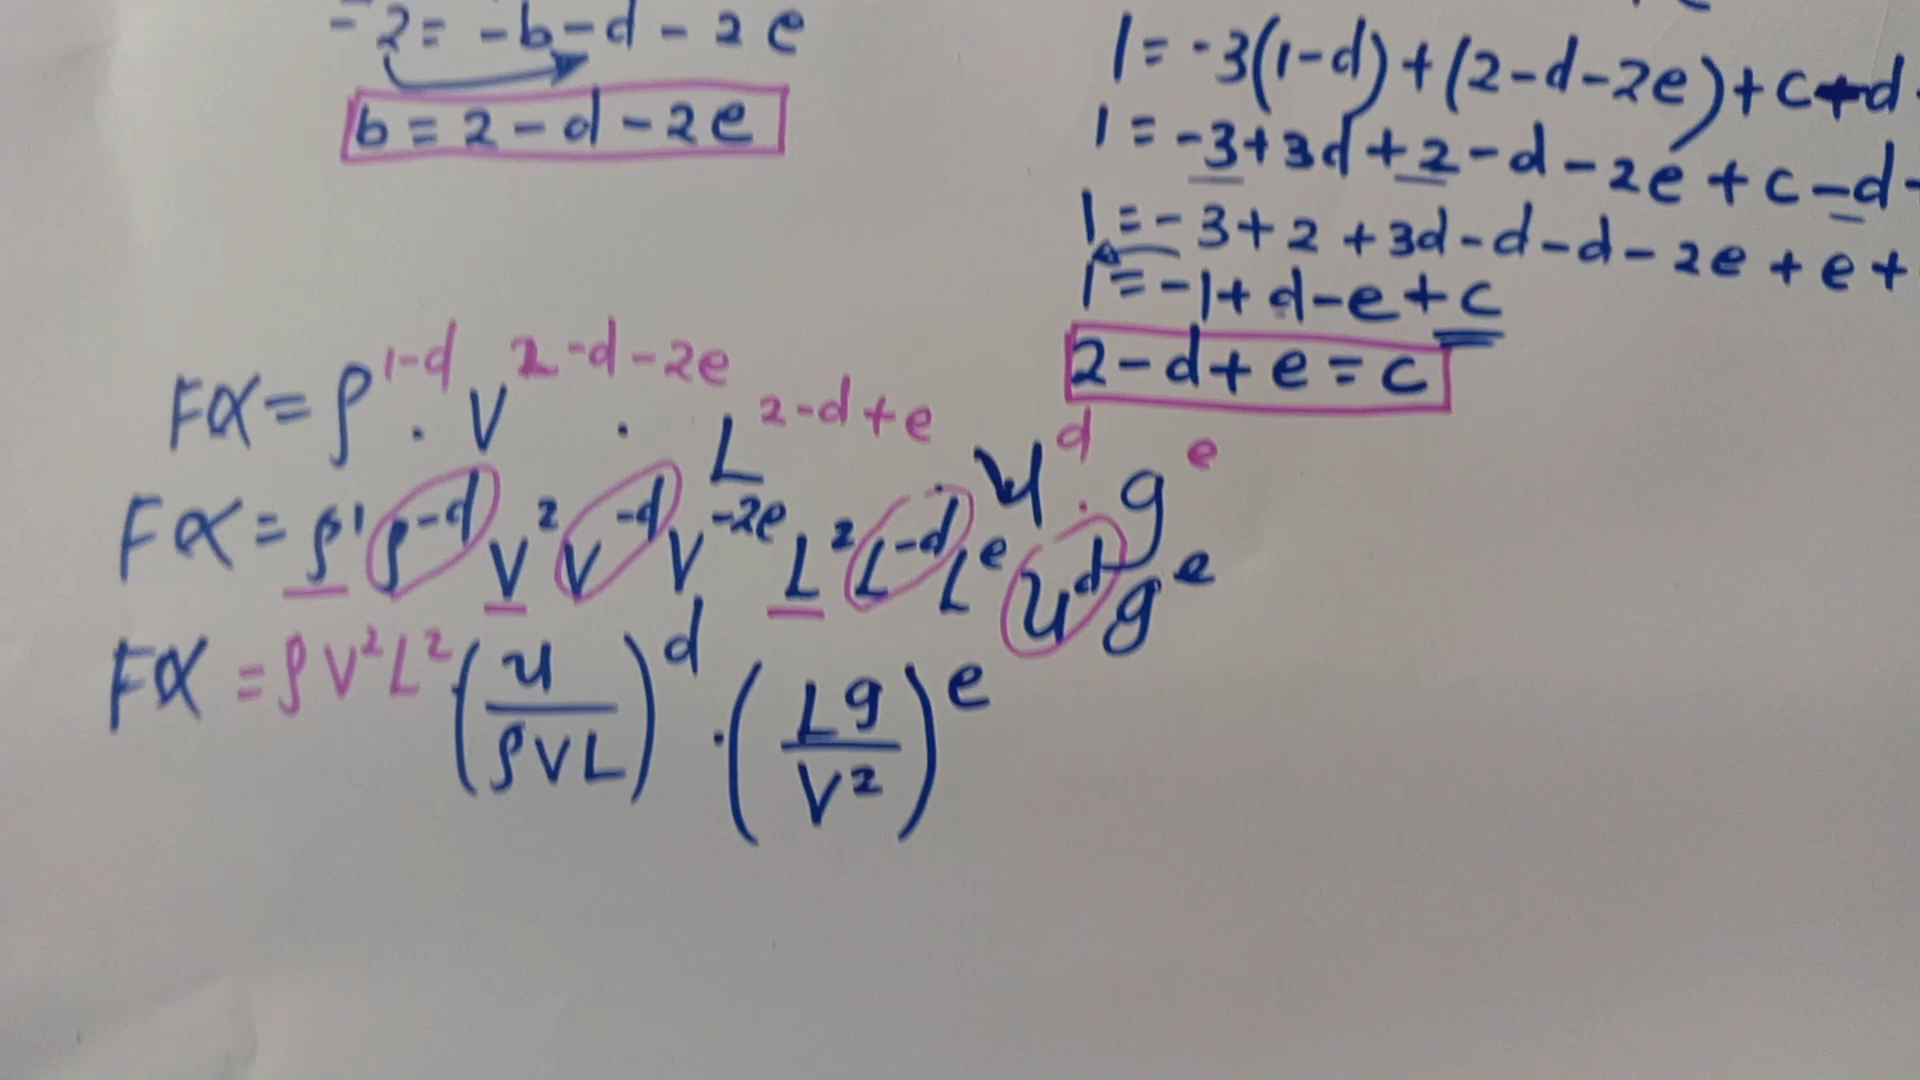 -2 = -b-d-2e
b = 2-d-2e
1 = -3(1-d)+(2-d-2e)+c-d
1 = -3+3d+2-d-2e+c-d-
1 = -3+2+3d-d-d-2e+e+
1 = -1+d-e+c
2-d+e = c
Fα = ρ^1-d · V^2-d-2e · L^2-d+e · u^d · g^e
Fα = ρ^1 ρ^-d V^2 V^-d V^-2e L^2 L^-d L^e u^d g^e
Fα = ρV²L² (u/ρVL)^d · (Lg/V²)^e